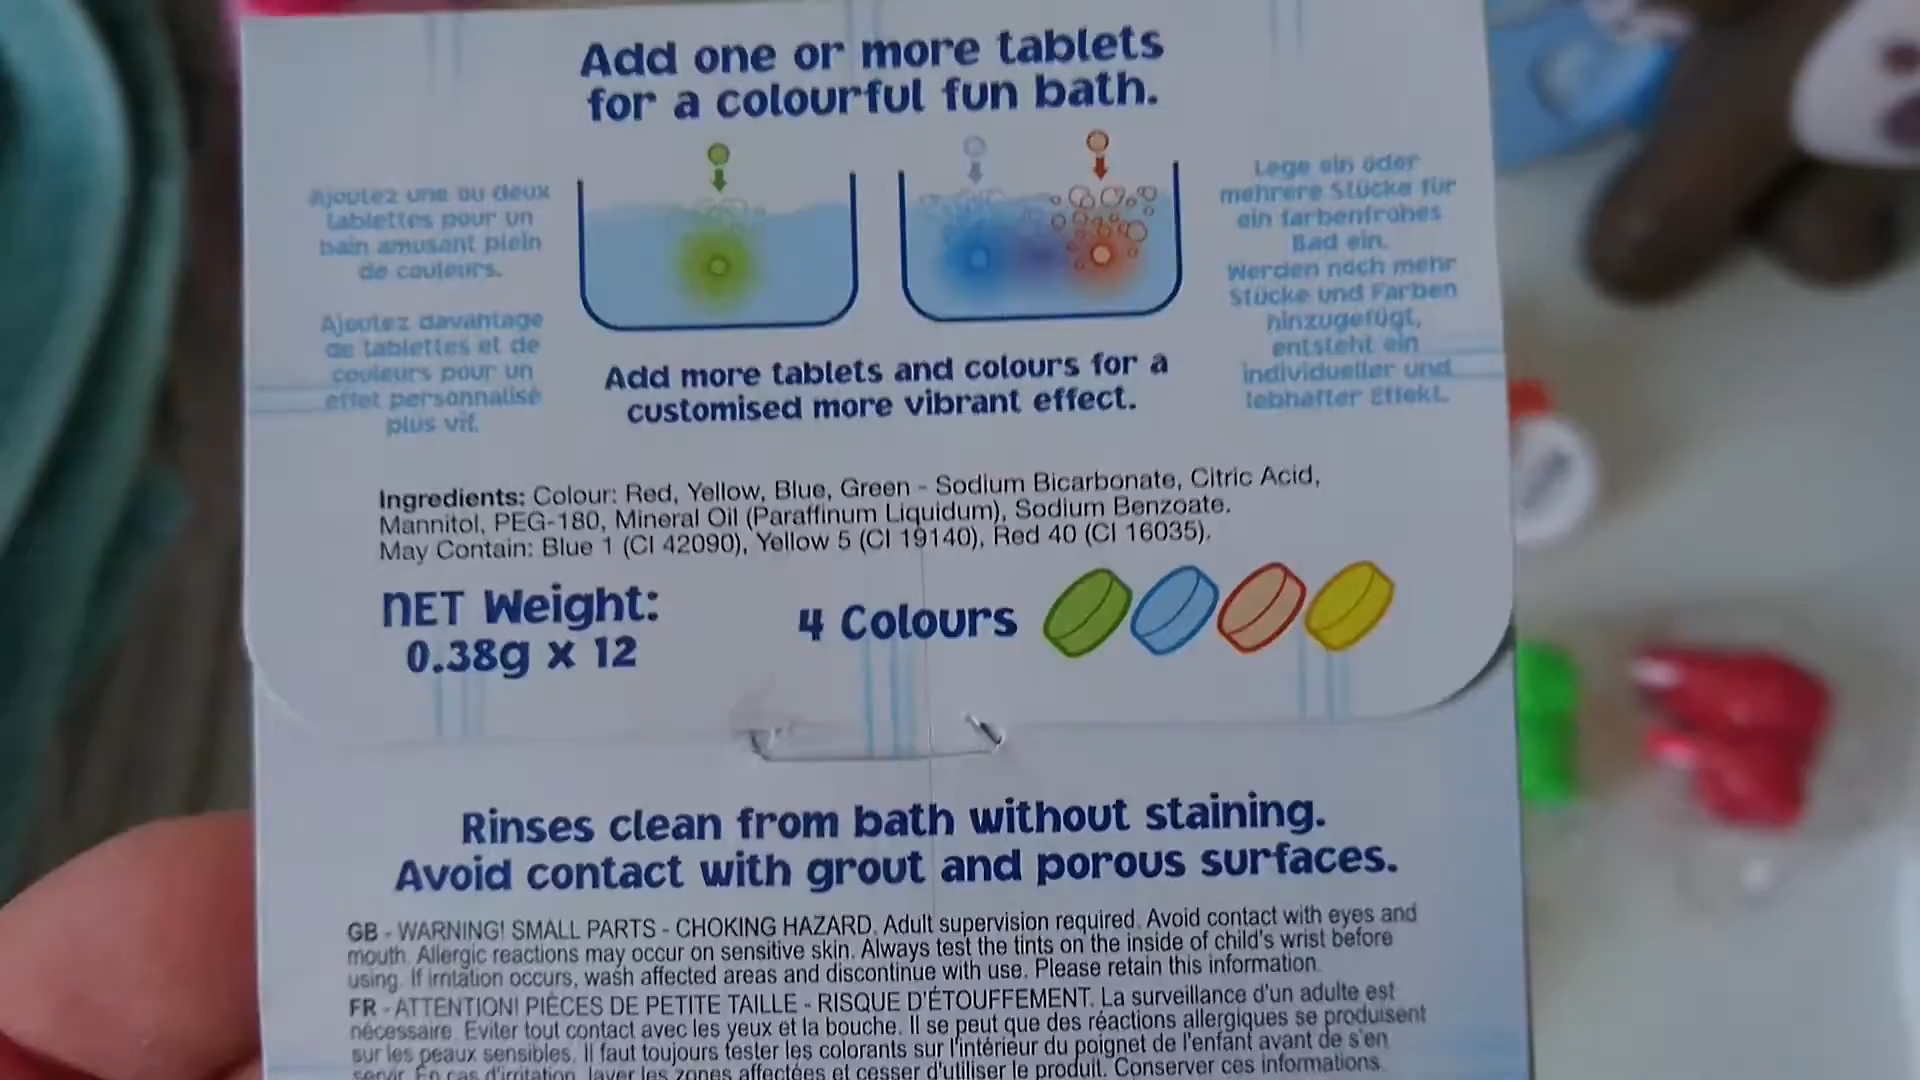 Add one or more tablets
for a colourful fun bath.
Ajoutez une ou deux
tablettes pour un
bain amusant plein
de couleurs.
Ajoutez davantage
de tablettes et de
couleurs pour un
effet personnalisé
plus vif.
Lege ein oder
mehrere Stücke für
ein farbenfrohes
Bad ein.
Werden noch mehr
Stücke und Farben
hinzugefügt,
entsteht ein
individueller und
lebhafter Effekt.
Add more tablets and colours for a
customised more vibrant effect.
Ingredients: Colour: Red, Yellow, Blue, Green - Sodium Bicarbonate, Citric Acid,
Mannitol, PEG-180, Mineral Oil (Paraffinum Liquidum), Sodium Benzoate.
May Contain: Blue 1 (CI 42090), Yellow 5 (CI 19140), Red 40 (CI 16035).
NET Weight:
0.38g x 12
4 Colours
Rinses clean from bath without staining.
Avoid contact with grout and porous surfaces.
GB - WARNING! SMALL PARTS - CHOKING HAZARD. Adult supervision required. Avoid contact with eyes and
mouth. Allergic reactions may occur on sensitive skin. Always test the tints on the inside of child's wrist before
using. If irritation occurs, wash affected areas and discontinue with use. Please retain this information.
FR - ATTENTION! PIÈCES DE PETITE TAILLE - RISQUE D'ÉTOUFFEMENT. La surveillance d'un adulte est
nécessaire. Eviter tout contact avec les yeux et la bouche. Il se peut que des réactions allergiques se produisent
sur les peaux sensibles. Il faut toujours tester les colorants sur l'intérieur du poignet de l'enfant avant de s'en
servir. En cas d'irritation, laver les zones affectées et cesser d'utiliser le produit. Conserver ces informations.